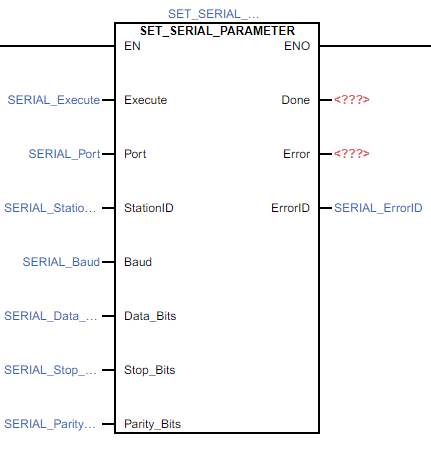 SET_SERIAL_...
SET_SERIAL_PARAMETER
EN ENO
SERIAL_Execute Execute Done <???>
SERIAL_Port Port Error <???>
SERIAL_Statio... StationID ErrorID SERIAL_ErrorID
SERIAL_Baud Baud
SERIAL_Data_... Data_Bits
SERIAL_Stop_... Stop_Bits
SERIAL_Parity... Parity_Bits